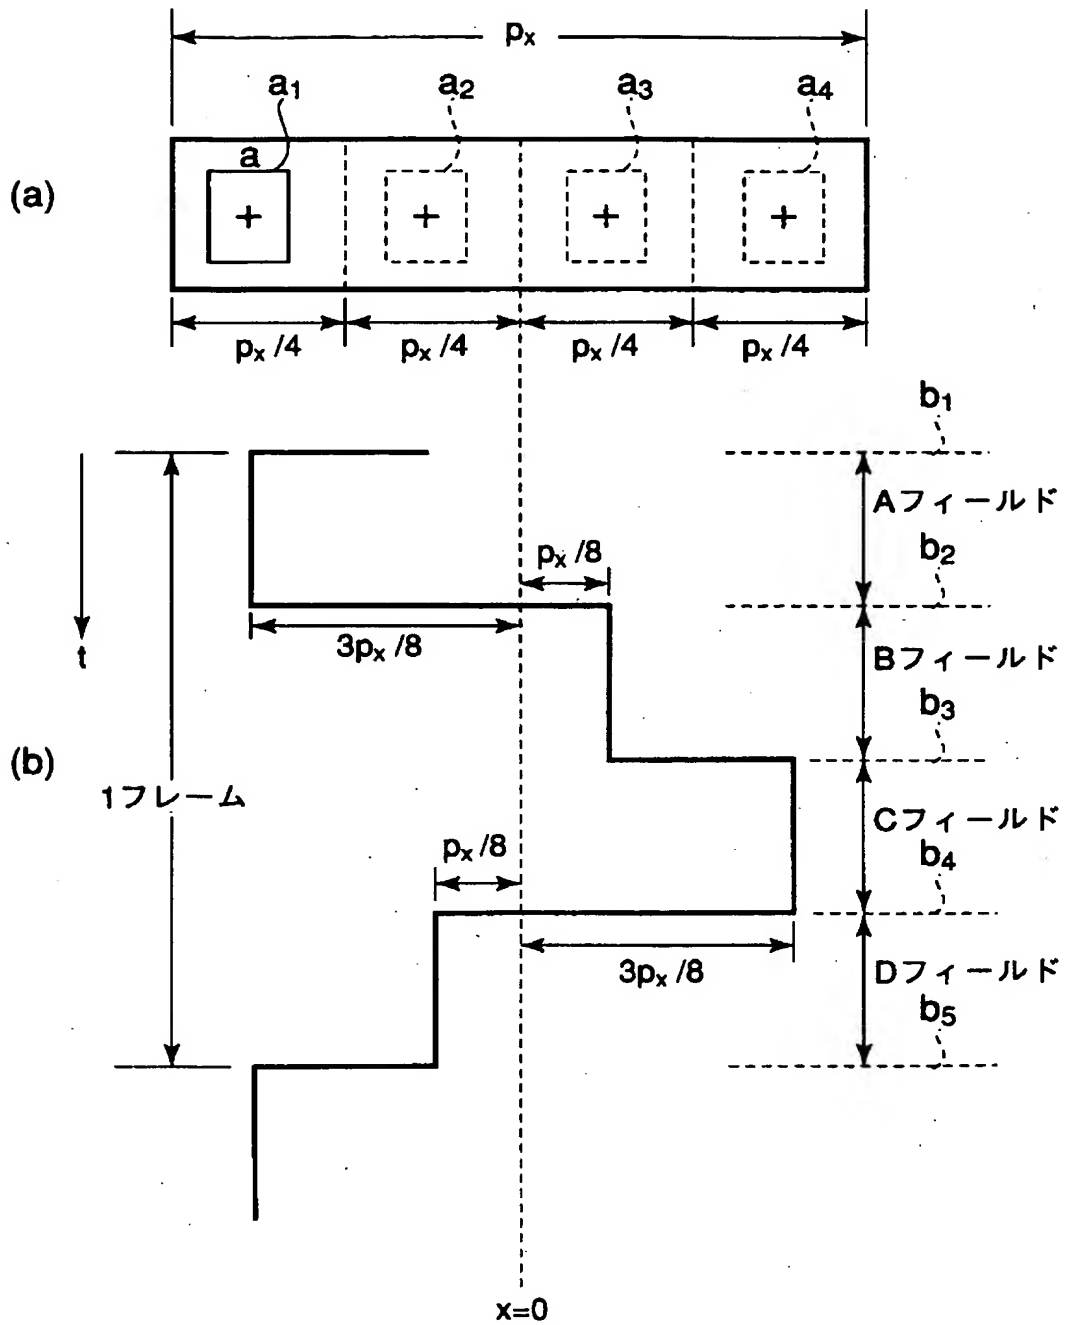 pₓ
a₁
a₂
a₃
a₄
a
(a)
pₓ/4
pₓ/4
pₓ/4
pₓ/4
b₁
Aフィールド
b₂
pₓ/8
3pₓ/8
t
Bフィールド
b₃
(b)
1フレーム
Cフィールド
pₓ/8
b₄
3pₓ/8
Dフィールド
b₅
x=0